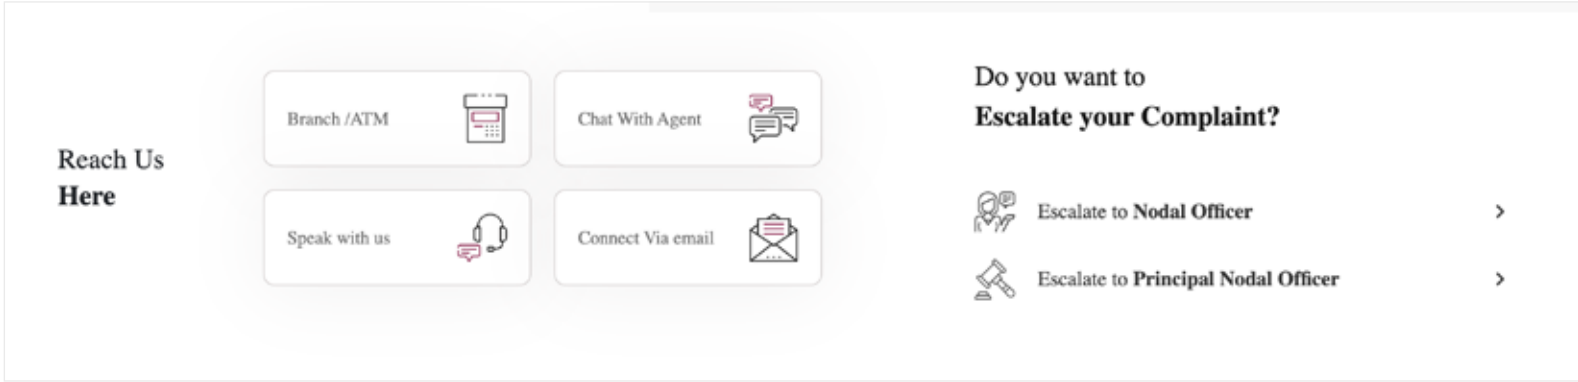 Reach Us
Here
Branch /ATM
Chat With Agent
Speak with us
Connect Via email
Do you want to
Escalate your Complaint?
Escalate to Nodal Officer
Escalate to Principal Nodal Officer